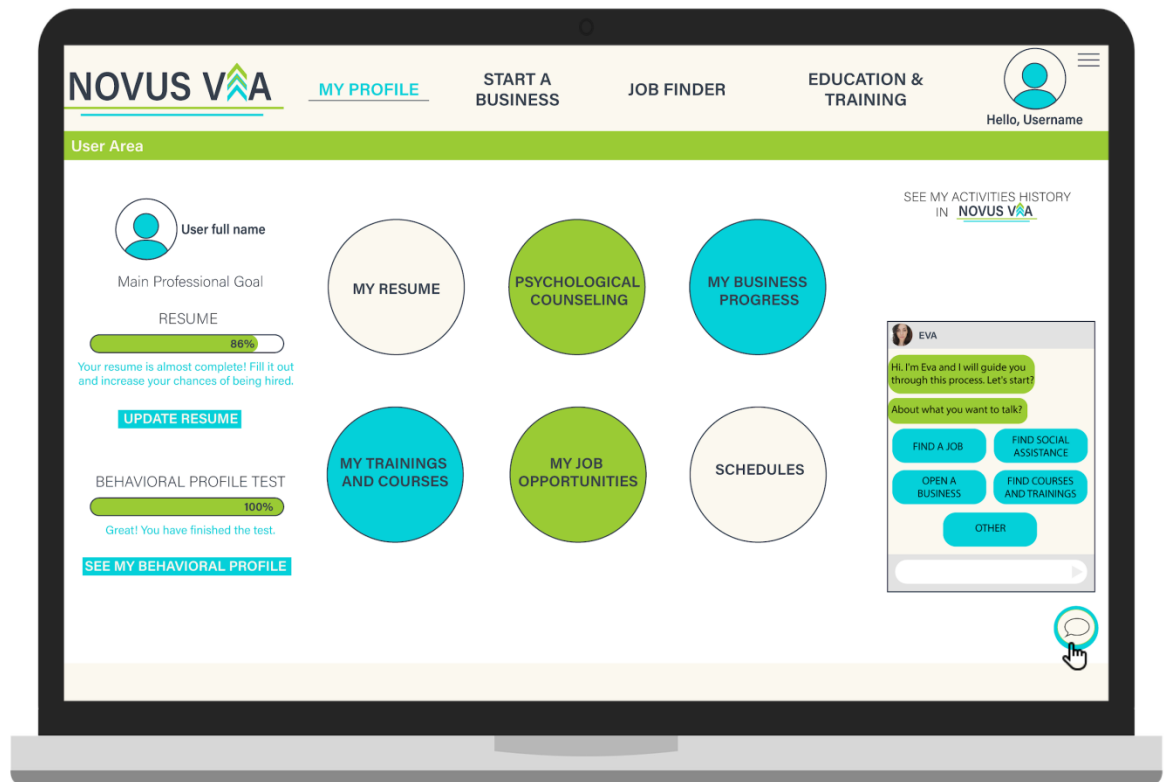 NOVUS VIA
MY PROFILE
START A
BUSINESS
JOB FINDER
EDUCATION &
TRAINING
Hello, Username
User Area
User full name
Main Professional Goal
RESUME
86%
Your resume is almost complete! Fill it out
and increase your chances of being hired.
UPDATE RESUME
BEHAVIORAL PROFILE TEST
100%
Great! You have finished the test.
SEE MY BEHAVIORAL PROFILE
MY RESUME
PSYCHOLOGICAL
COUNSELING
MY BUSINESS
PROGRESS
MY TRAININGS
AND COURSES
MY JOB
OPPORTUNITIES
SCHEDULES
SEE MY ACTIVITIES HISTORY
IN NOVUS VIA
EVA
Hi. I'm Eva and I will guide you
through this process. Let's start?
About what you want to talk?
FIND A JOB
FIND SOCIAL
ASSISTANCE
OPEN A
BUSINESS
FIND COURSES
AND TRAININGS
OTHER